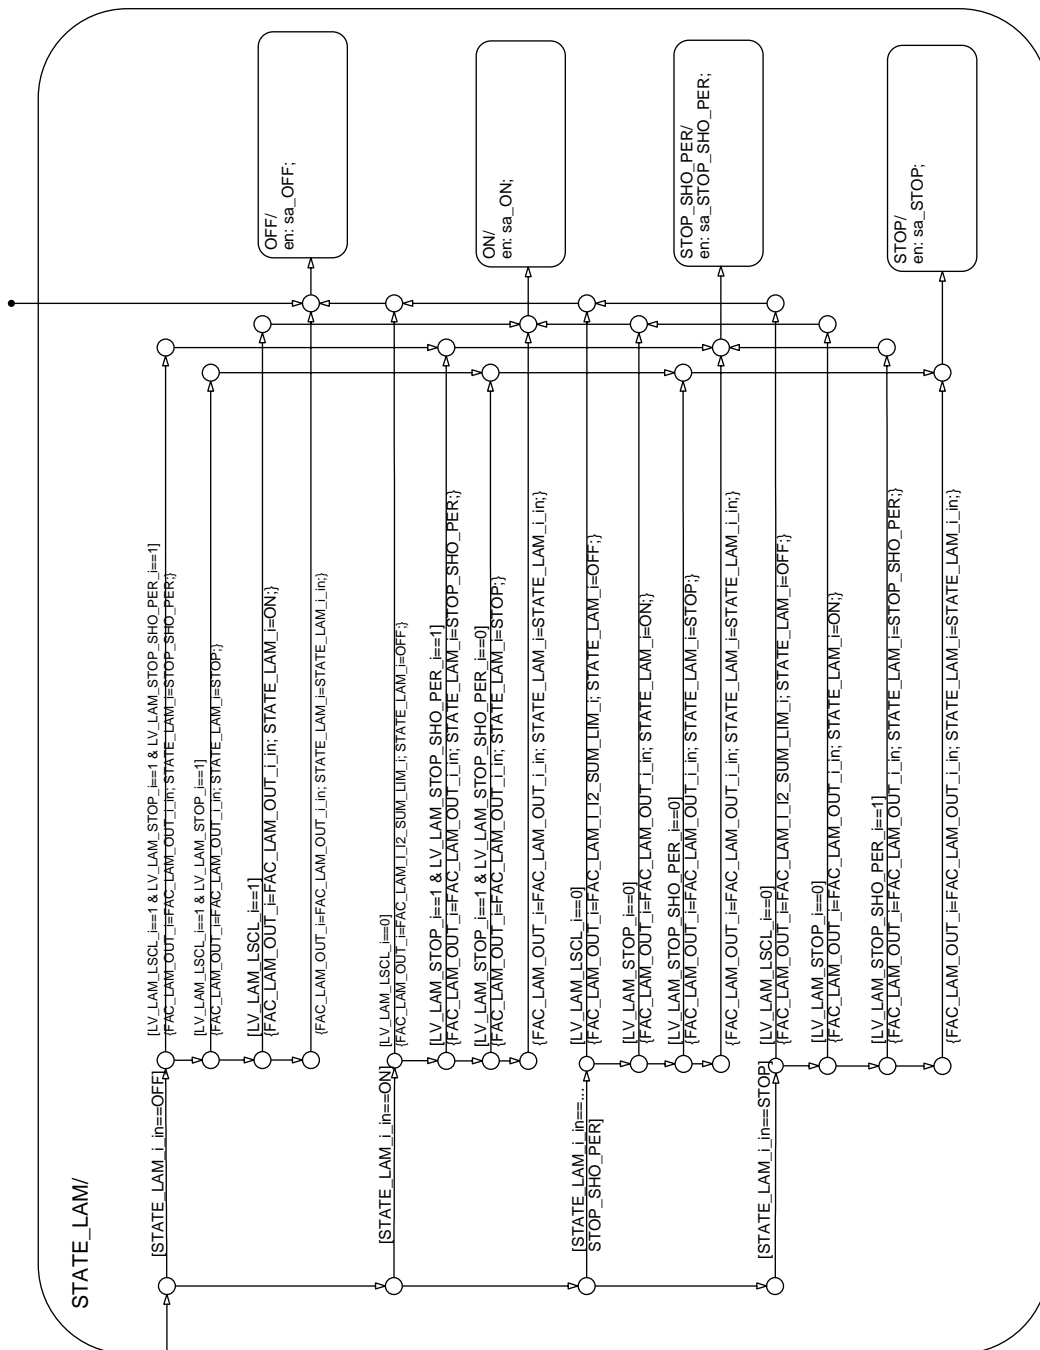 STATE_LAM/
[STATE_LAM_i_in==OFF]
[LV_LAM_LSCL_i==1 & LV_LAM_STOP_i==1 & LV_LAM_STOP_SHO_PER_i==1]
{FAC_LAM_OUT_i=FAC_LAM_OUT_i_in; STATE_LAM_i=STOP_SHO_PER;}
[LV_LAM_LSCL_i==1 & LV_LAM_STOP_i==1]
{FAC_LAM_OUT_i=FAC_LAM_OUT_i_in; STATE_LAM_i=STOP;}
[LV_LAM_LSCL_i==1]
{FAC_LAM_OUT_i=FAC_LAM_OUT_i_in; STATE_LAM_i=ON;}
{FAC_LAM_OUT_i=FAC_LAM_OUT_i_in; STATE_LAM_i=STATE_LAM_i_in;}
OFF/
en: sa_OFF;
[STATE_LAM_i_in==ON]
[LV_LAM_LSCL_i==0]
{FAC_LAM_OUT_i=FAC_LAM_I_I2_SUM_LIM_i; STATE_LAM_i=OFF;}
[LV_LAM_STOP_i==1 & LV_LAM_STOP_SHO_PER_i==1]
{FAC_LAM_OUT_i=FAC_LAM_OUT_i_in; STATE_LAM_i=STOP_SHO_PER;}
[LV_LAM_STOP_i==1 & LV_LAM_STOP_SHO_PER_i==0]
{FAC_LAM_OUT_i=FAC_LAM_OUT_i_in; STATE_LAM_i=STOP;}
{FAC_LAM_OUT_i=FAC_LAM_OUT_i_in; STATE_LAM_i=STATE_LAM_i_in;}
ON/
en: sa_ON;
[STATE_LAM_i_in==...
STOP_SHO_PER]
[LV_LAM_LSCL_i==0]
{FAC_LAM_OUT_i=FAC_LAM_I_I2_SUM_LIM_i; STATE_LAM_i=OFF;}
[LV_LAM_STOP_i==0]
{FAC_LAM_OUT_i=FAC_LAM_OUT_i_in; STATE_LAM_i=ON;}
[LV_LAM_STOP_SHO_PER_i==0]
{FAC_LAM_OUT_i=FAC_LAM_OUT_i_in; STATE_LAM_i=STOP;}
{FAC_LAM_OUT_i=FAC_LAM_OUT_i_in; STATE_LAM_i=STATE_LAM_i_in;}
STOP_SHO_PER/
en: sa_STOP_SHO_PER;
[STATE_LAM_i_in==STOP]
[LV_LAM_LSCL_i==0]
{FAC_LAM_OUT_i=FAC_LAM_I_I2_SUM_LIM_i; STATE_LAM_i=OFF;}
[LV_LAM_STOP_i==0]
{FAC_LAM_OUT_i=FAC_LAM_OUT_i_in; STATE_LAM_i=ON;}
[LV_LAM_STOP_SHO_PER_i==1]
{FAC_LAM_OUT_i=FAC_LAM_OUT_i_in; STATE_LAM_i=STOP_SHO_PER;}
{FAC_LAM_OUT_i=FAC_LAM_OUT_i_in; STATE_LAM_i=STATE_LAM_i_in;}
STOP/
en: sa_STOP;